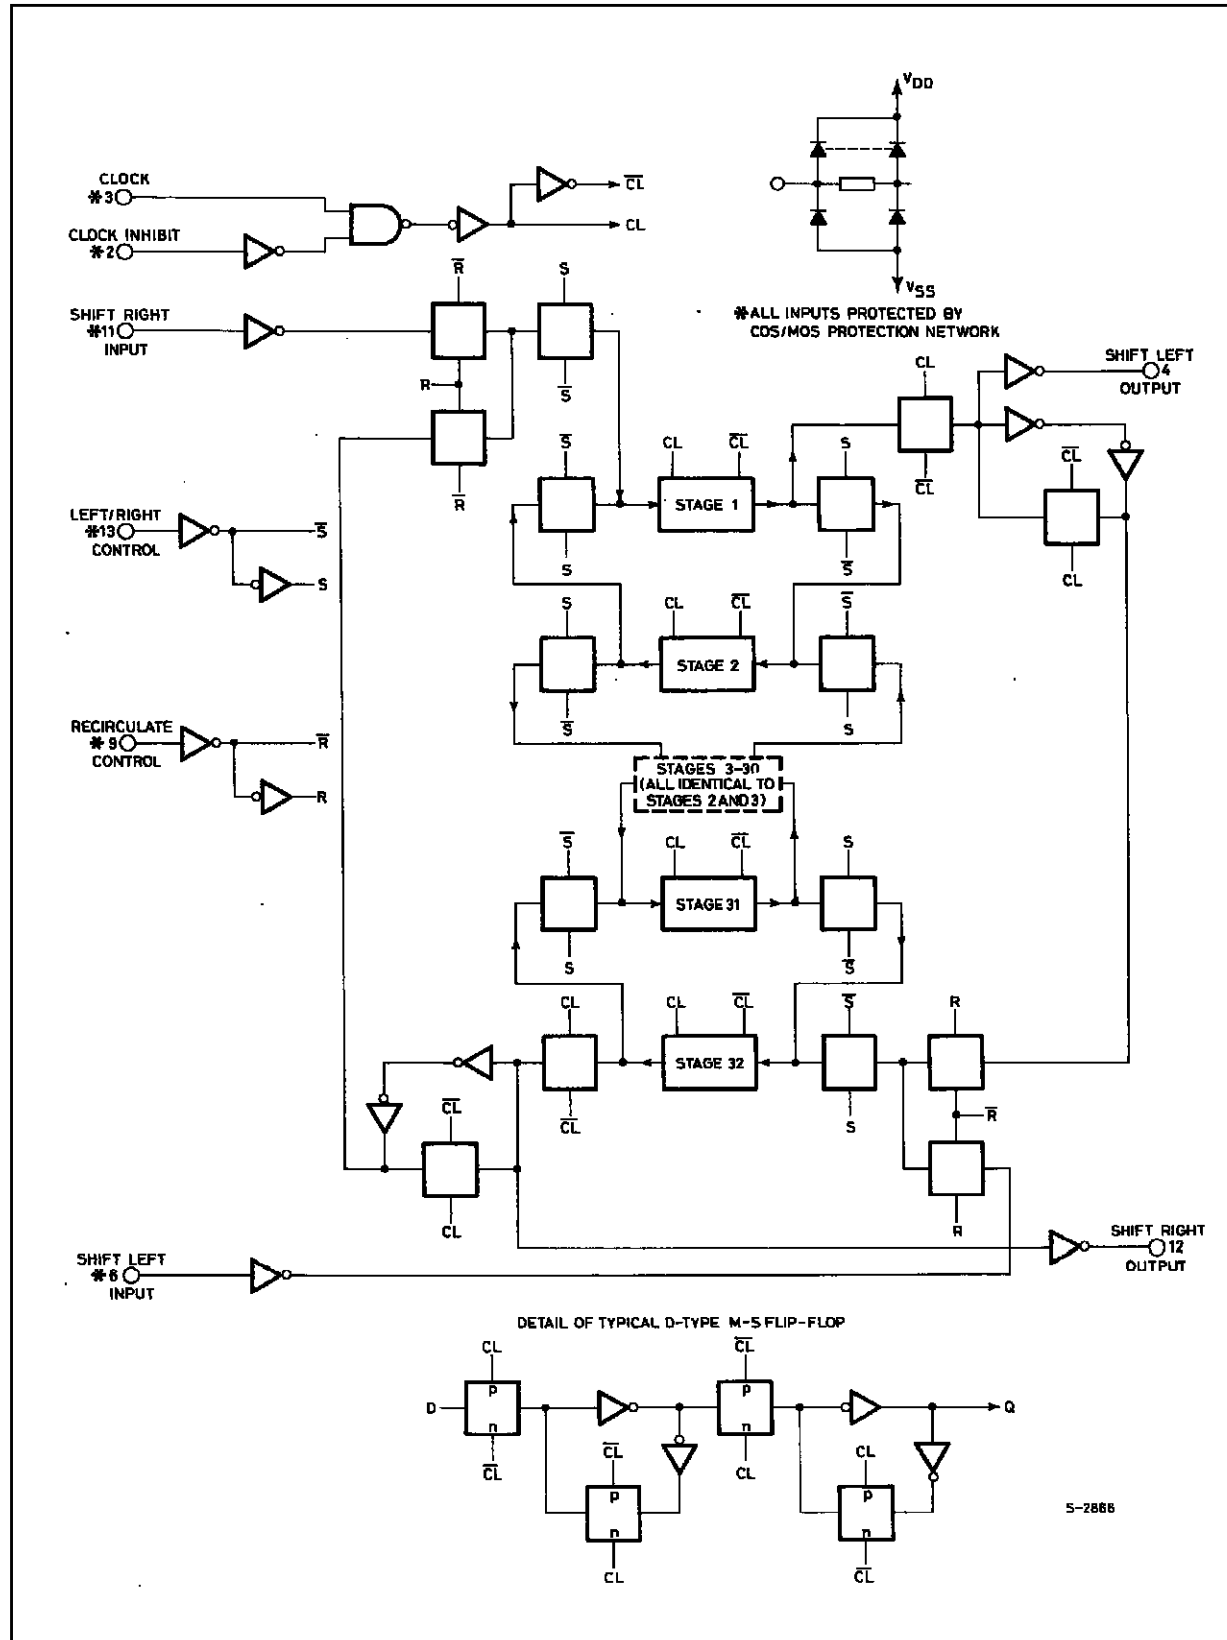 VDD
CLOCK
*3
CL̅
CL
CLOCK INHIBIT
*2
R̅
S
VSS
SHIFT RIGHT
*11
INPUT
*ALL INPUTS PROTECTED BY
COS/MOS PROTECTION NETWORK
SHIFT LEFT
4
OUTPUT
CL
R
S̅
S̅
CL
CL̅
S
CL̅
CL̅
R̅
STAGE 1
LEFT/RIGHT
*13
CONTROL
S̅
S
S
S̅
CL
S
CL
CL̅
S̅
STAGE 2
RECIRCULATE
*9
CONTROL
R̅
R
S̅
S
STAGES 3-30
(ALL IDENTICAL TO
STAGES 2 AND 3)
S̅
CL
CL̅
S
STAGE 31
S
S̅
CL
CL
CL̅
S̅
R
STAGE 32
CL̅
CL̅
S
R̅
CL
R
SHIFT LEFT
*6
INPUT
SHIFT RIGHT
12
OUTPUT
DETAIL OF TYPICAL D-TYPE M-S FLIP-FLOP
CL
CL̅
D
p
n
p
n
Q
CL̅
CL̅
CL
CL
p
n
p
n
CL
CL̅
S-2866